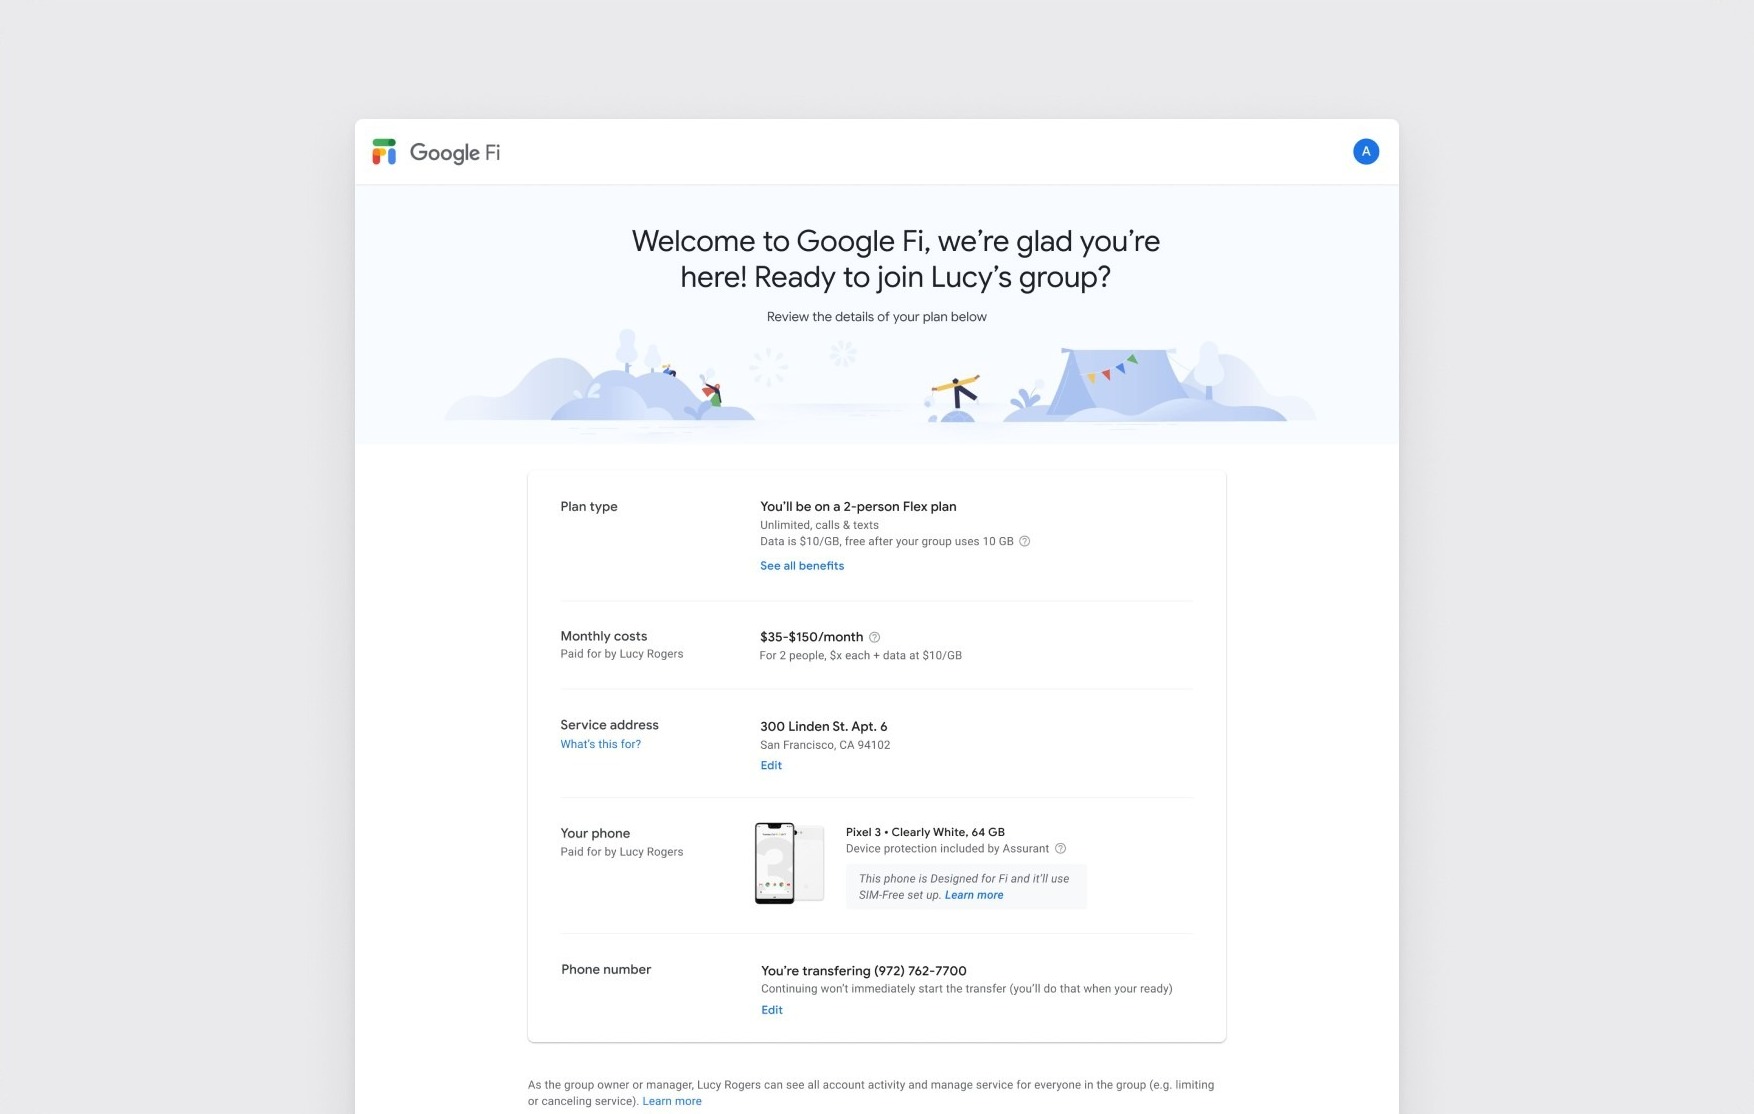 Google Fi
A
Welcome to Google Fi, we're glad you're
here! Ready to join Lucy's group?
Review the details of your plan below
Plan type
You'll be on a 2-person Flex plan
Unlimited, calls & texts
Data is $10/GB, free after your group uses 10 GB
See all benefits
Monthly costs
Paid for by Lucy Rogers
$35-$150/month
For 2 people, $x each + data at $10/GB
Service address
What's this for?
300 Linden St. Apt. 6
San Francisco, CA 94102
Edit
Your phone
Paid for by Lucy Rogers
Pixel 3 • Clearly White, 64 GB
Device protection included by Assurant
This phone is Designed for Fi and it'll use
SIM-Free set up. Learn more
Phone number
You're transfering (972) 762-7700
Continuing won't immediately start the transfer (you'll do that when your ready)
Edit
As the group owner or manager, Lucy Rogers can see all account activity and manage service for everyone in the group (e.g. limiting
or canceling service). Learn more